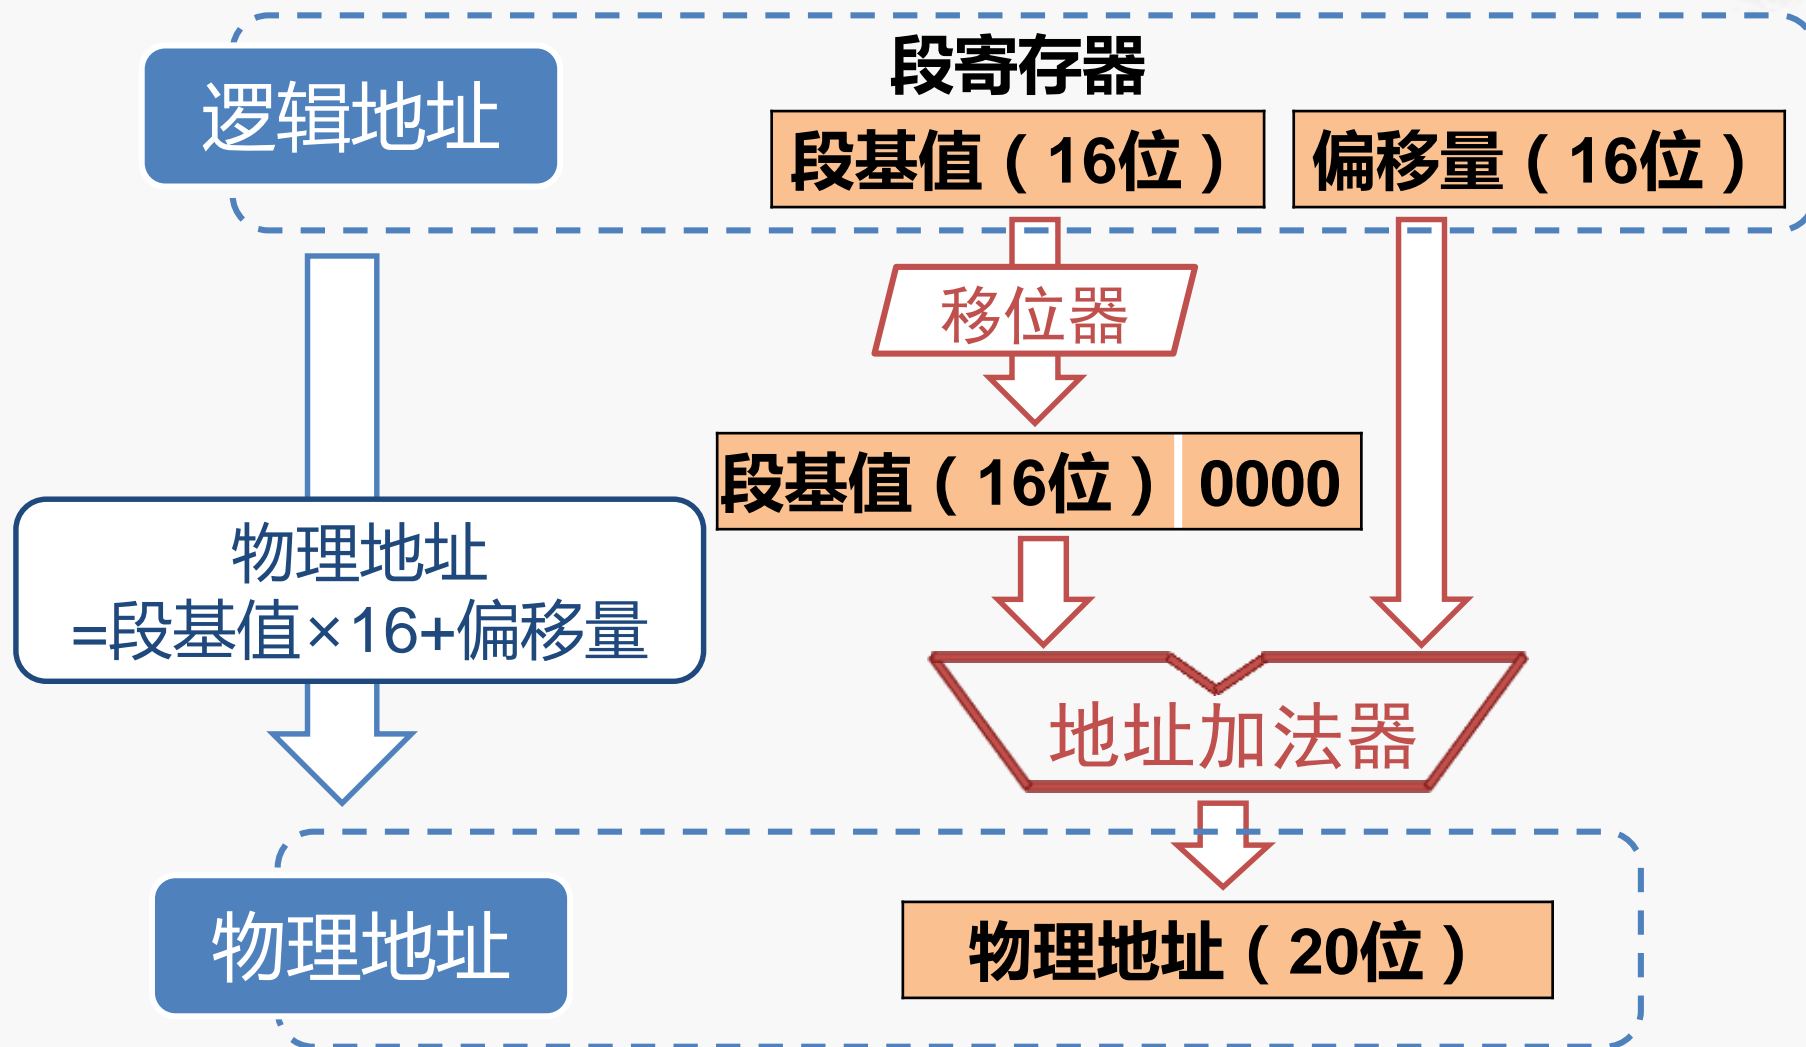 段寄存器
逻辑地址
段基值（16位）
偏移量（16位）
移位器
段基值（16位）
0000
物理地址
=段基值×16+偏移量
地址加法器
物理地址
物理地址（20位）